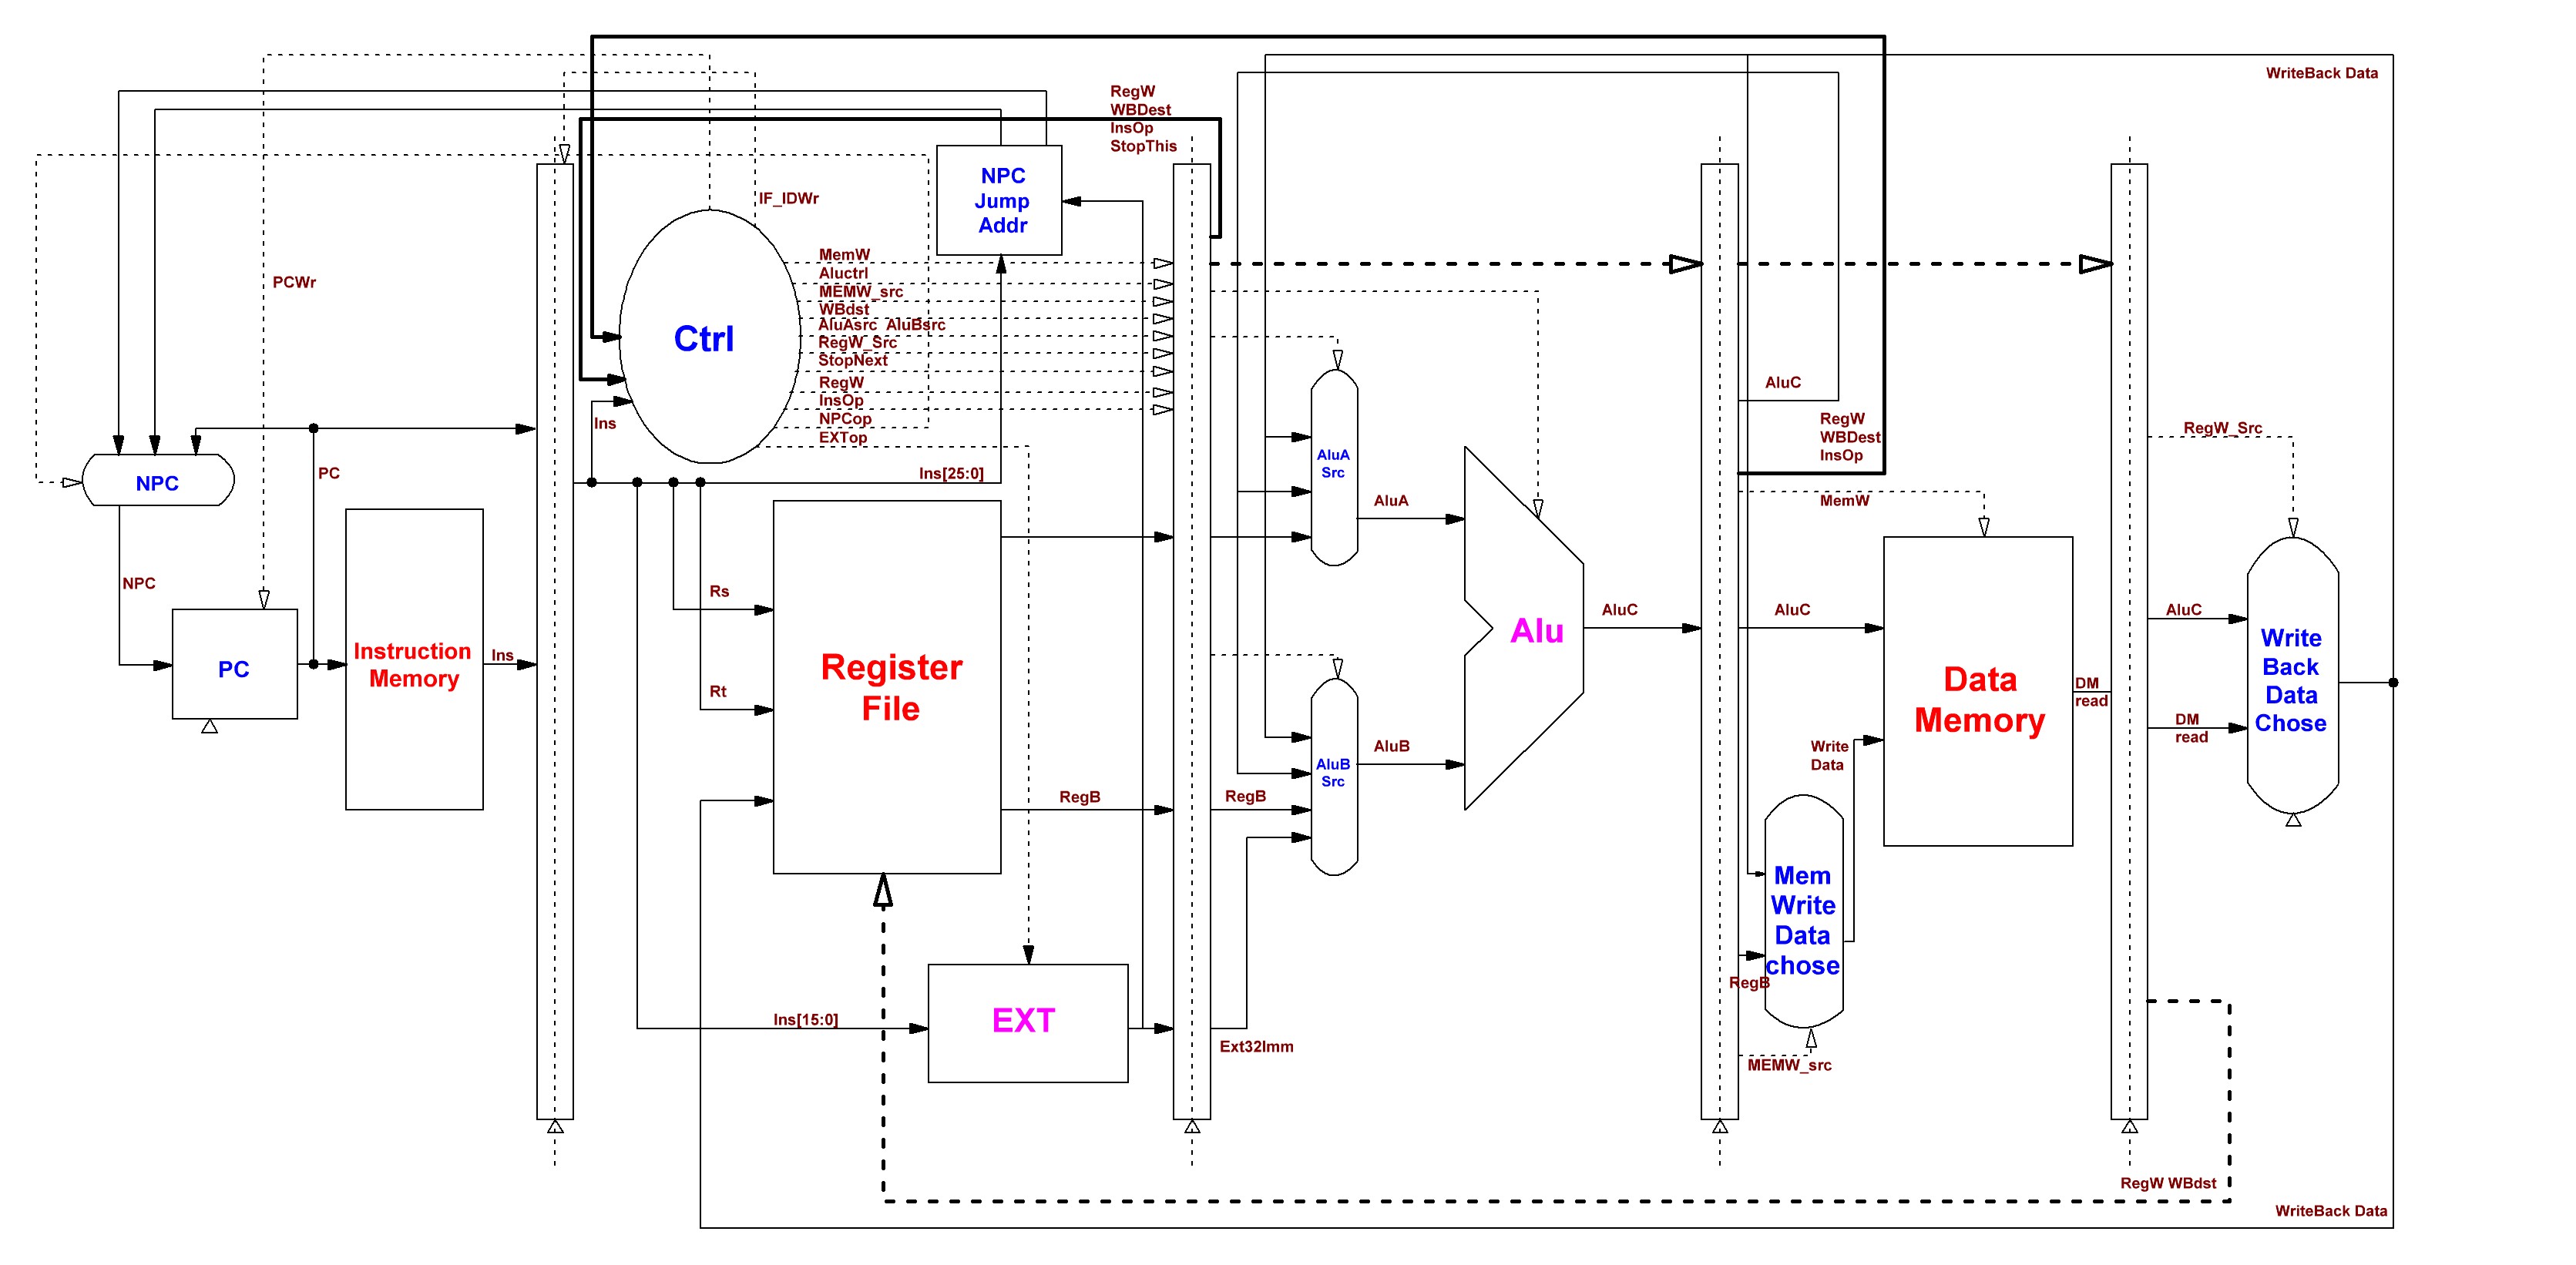 WriteBack Data
RegW
WBDest
InsOp
StopThis
NPC
Jump
Addr
IF_IDWr
PCWr
MemW
Aluctrl
MEMW_src
WBdst
AluAsrc AluBsrc
RegW_Src
StopNext
RegW
InsOp
NPCop
EXTop
Ctrl
Ins
AluC
RegW
WBDest
InsOp
RegW_Src
AluA
Src
PC
NPC
Ins[25:0]
AluA
MemW
NPC
Rs
AluC
AluC
AluC
Alu
Instruction
Memory
Ins
PC
Register
File
Rt
Data
Memory
DM
read
Write
Back
Data
Chose
DM
read
AluB
Src
AluB
Write
Data
RegB
RegB
Mem
Write
Data
chose
RegB
Ins[15:0]
EXT
Ext32Imm
MEMW_src
RegW WBdst
WriteBack Data